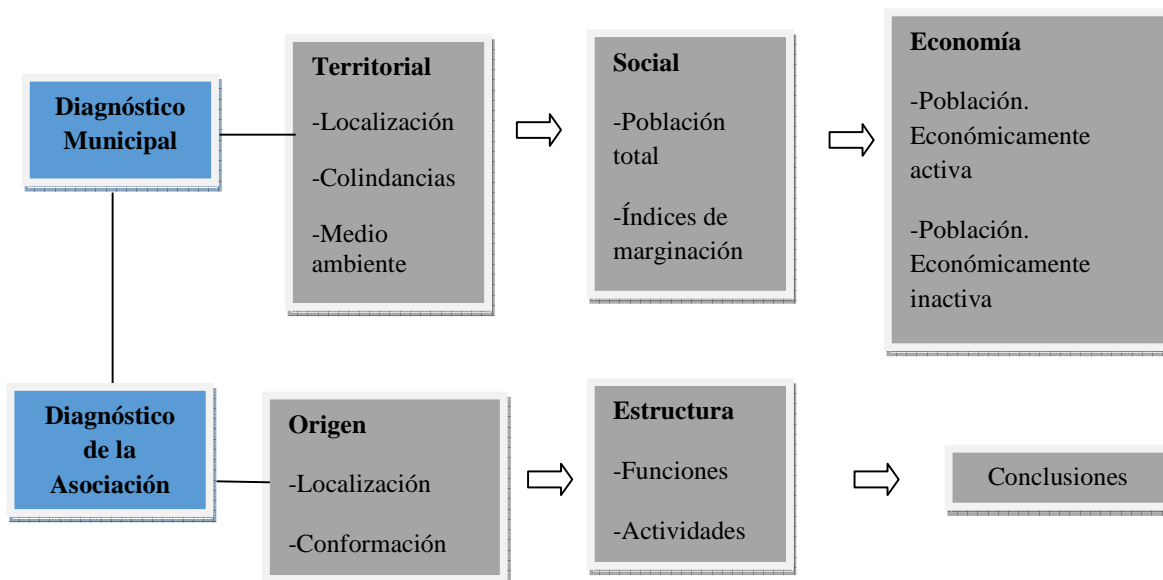 Diagnóstico
Municipal
Territorial
-Localización
-Colindancias
-Medio
ambiente
Social
-Población
total
-Índices de
marginación
Economía
-Población.
Económicamente
activa
-Población.
Económicamente
inactiva
Diagnóstico
de la
Asociación
Origen
-Localización
-Conformación
Estructura
-Funciones
-Actividades
Conclusiones